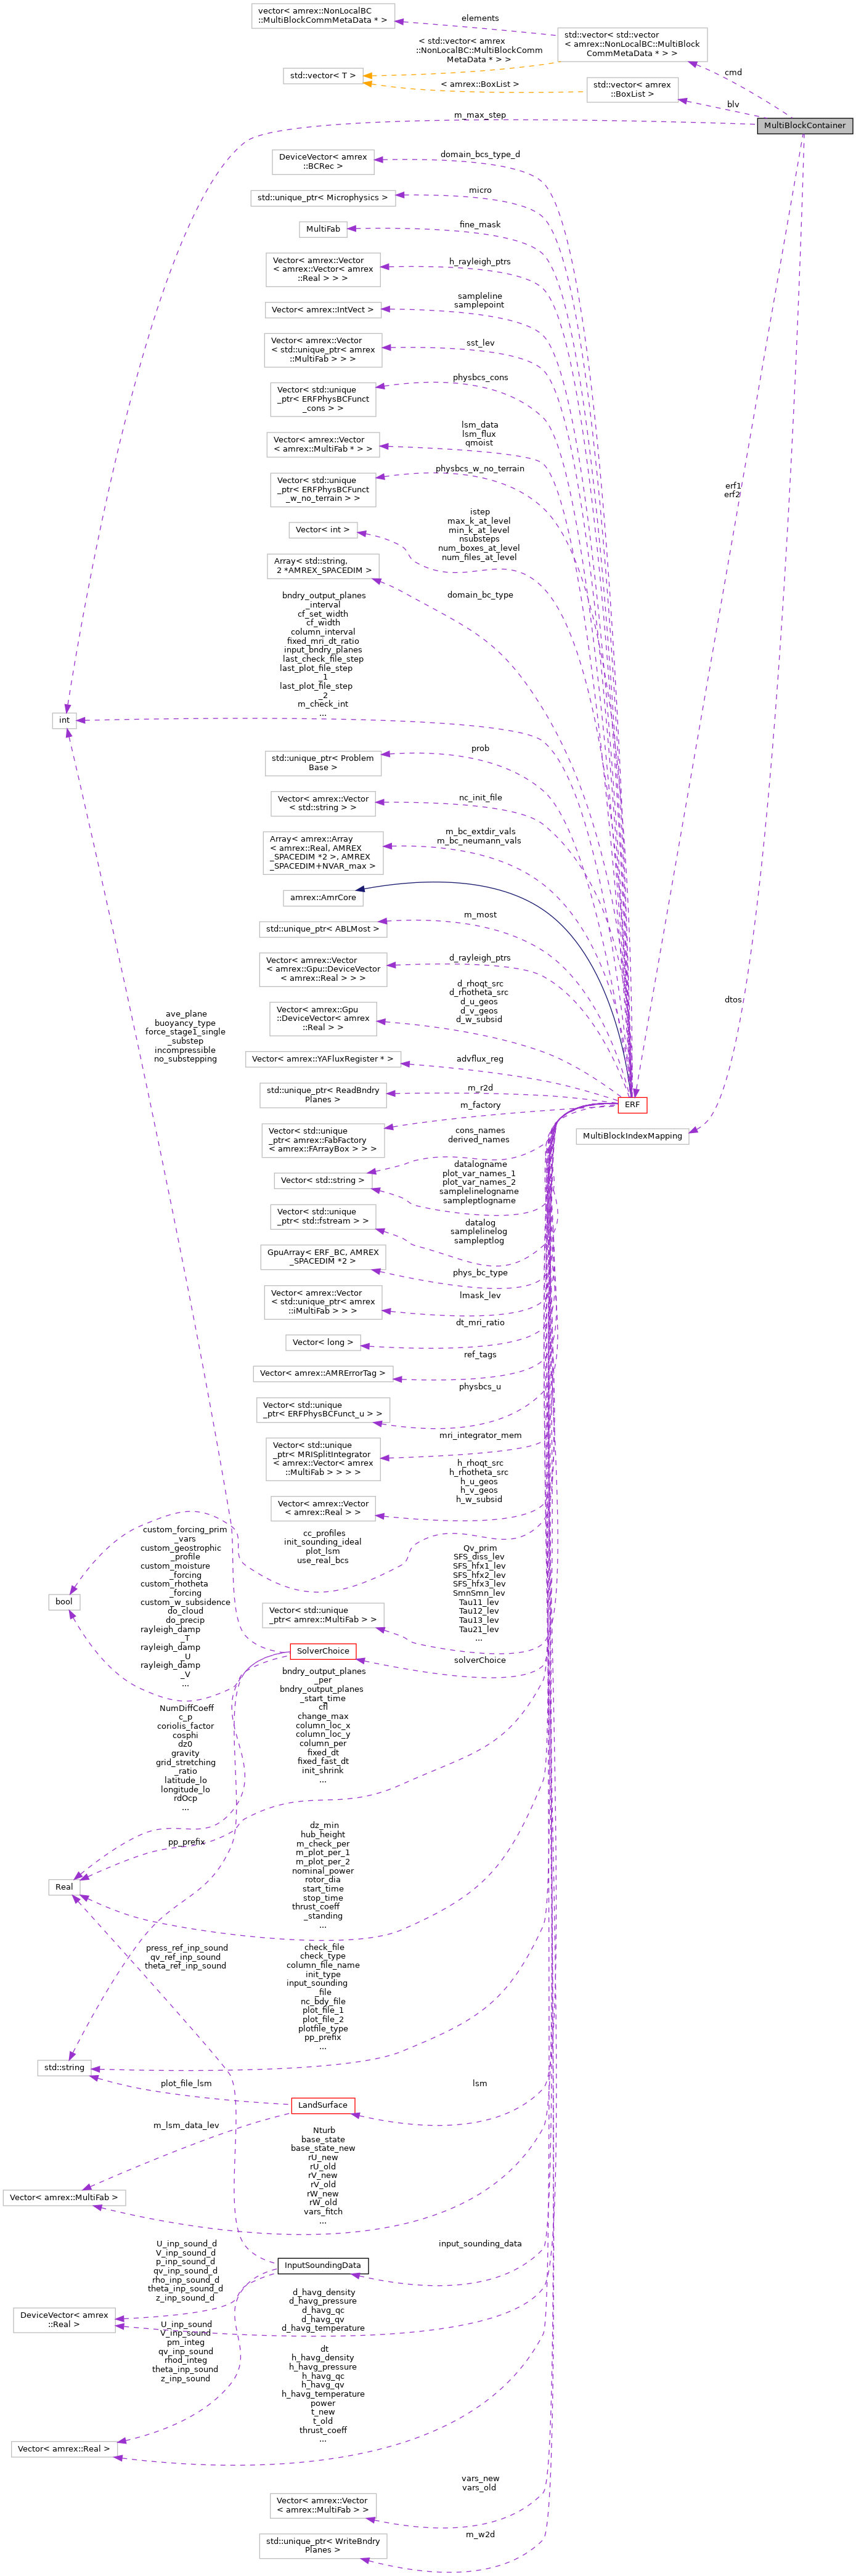 vector< amrex::NonLocalBC
::MultiBlockCommMetaData * >
elements
std::vector< std::vector
< amrex::NonLocalBC::MultiBlock
CommMetaData * > >
< std::vector< amrex
::NonLocalBC::MultiBlockComm
MetaData * > >
std::vector< T >
< amrex::BoxList >
std::vector< amrex
::BoxList >
cmd
blv
MultiBlockContainer
m_max_step
DeviceVector< amrex
::BCRec >
domain_bcs_type_d
std::unique_ptr< Microphysics >
micro
MultiFab
fine_mask
Vector< amrex::Vector
< amrex::Vector< amrex
::Real > > >
h_rayleigh_ptrs
Vector< amrex::IntVect >
sampleline
samplepoint
Vector< amrex::Vector
< std::unique_ptr< amrex
::MultiFab > > >
sst_lev
Vector< std::unique
_ptr< ERFPhysBCFunct
_cons > >
physbcs_cons
Vector< amrex::Vector
< amrex::MultiFab * > >
lsm_data
lsm_flux
qmoist
Vector< std::unique
_ptr< ERFPhysBCFunct
_w_no_terrain > >
physbcs_w_no_terrain
erf1
erf2
Vector< int >
istep
max_k_at_level
min_k_at_level
nsubsteps
num_boxes_at_level
num_files_at_level
Array< std::string,
2 *AMREX_SPACEDIM >
domain_bc_type
bndry_output_planes
_interval
cf_set_width
cf_width
column_interval
fixed_mri_dt_ratio
input_bndry_planes
last_check_file_step
last_plot_file_step
_1
last_plot_file_step
_2
m_check_int
...
int
std::unique_ptr< Problem
Base >
prob
Vector< amrex::Vector
< std::string > >
nc_init_file
Array< amrex::Array
< amrex::Real, AMREX
_SPACEDIM *2 >, AMREX
_SPACEDIM+NVAR_max >
m_bc_extdir_vals
m_bc_neumann_vals
amrex::AmrCore
std::unique_ptr< ABLMost >
m_most
Vector< amrex::Vector
< amrex::Gpu::DeviceVector
< amrex::Real > > >
d_rayleigh_ptrs
Vector< amrex::Gpu
::DeviceVector< amrex
::Real > >
d_rhoqt_src
d_rhotheta_src
d_u_geos
d_v_geos
d_w_subsid
dtos
ave_plane
buoyancy_type
force_stage1_single
_substep
incompressible
no_substepping
Vector< amrex::YAFluxRegister * >
advflux_reg
std::unique_ptr< ReadBndry
Planes >
m_r2d
ERF
Vector< std::unique
_ptr< amrex::FabFactory
< amrex::FArrayBox > > >
m_factory
MultiBlockIndexMapping
Vector< std::string >
cons_names
derived_names
datalogname
plot_var_names_1
plot_var_names_2
samplelinelogname
sampleptlogname
Vector< std::unique
_ptr< std::fstream > >
datalog
samplelinelog
sampleptlog
GpuArray< ERF_BC, AMREX
_SPACEDIM *2 >
phys_bc_type
Vector< amrex::Vector
< std::unique_ptr< amrex
::iMultiFab > > >
lmask_lev
Vector< long >
dt_mri_ratio
Vector< amrex::AMRErrorTag >
ref_tags
Vector< std::unique
_ptr< ERFPhysBCFunct_u > >
physbcs_u
Vector< std::unique
_ptr< MRISplitIntegrator
< amrex::Vector< amrex
::MultiFab > > > >
mri_integrator_mem
Vector< amrex::Vector
< amrex::Real > >
h_rhoqt_src
h_rhotheta_src
h_u_geos
h_v_geos
h_w_subsid
custom_forcing_prim
_vars
custom_geostrophic
_profile
custom_moisture
_forcing
custom_rhotheta
_forcing
custom_w_subsidence
do_cloud
do_precip
rayleigh_damp
_T
rayleigh_damp
_U
rayleigh_damp
_V
...
cc_profiles
init_sounding_ideal
plot_lsm
use_real_bcs
bool
Vector< std::unique
_ptr< amrex::MultiFab > >
Qv_prim
SFS_diss_lev
SFS_hfx1_lev
SFS_hfx2_lev
SFS_hfx3_lev
SmnSmn_lev
Tau11_lev
Tau12_lev
Tau13_lev
Tau21_lev
...
SolverChoice
solverChoice
NumDiffCoeff
c_p
coriolis_factor
cosphi
dz0
gravity
grid_stretching
_ratio
latitude_lo
longitude_lo
rdOcp
...
bndry_output_planes
_per
bndry_output_planes
_start_time
cfl
change_max
column_loc_x
column_loc_y
column_per
fixed_dt
fixed_fast_dt
init_shrink
...
pp_prefix
dz_min
hub_height
m_check_per
m_plot_per_1
m_plot_per_2
nominal_power
rotor_dia
start_time
stop_time
thrust_coeff
_standing
...
Real
press_ref_inp_sound
qv_ref_inp_sound
theta_ref_inp_sound
check_file
check_type
column_file_name
init_type
input_sounding
_file
nc_bdy_file
plot_file_1
plot_file_2
plotfile_type
pp_prefix
...
std::string
plot_file_lsm
LandSurface
lsm
m_lsm_data_lev
Nturb
base_state
base_state_new
rU_new
rU_old
rV_new
rV_old
rW_new
rW_old
vars_fitch
...
Vector< amrex::MultiFab >
U_inp_sound_d
V_inp_sound_d
p_inp_sound_d
qv_inp_sound_d
rho_inp_sound_d
theta_inp_sound_d
z_inp_sound_d
InputSoundingData
input_sounding_data
DeviceVector< amrex
::Real >
d_havg_density
d_havg_pressure
d_havg_qc
d_havg_qv
d_havg_temperature
U_inp_sound
V_inp_sound
pm_integ
qv_inp_sound
rhod_integ
theta_inp_sound
z_inp_sound
dt
h_havg_density
h_havg_pressure
h_havg_qc
h_havg_qv
h_havg_temperature
power
t_new
t_old
thrust_coeff
...
Vector< amrex::Real >
Vector< amrex::Vector
< amrex::MultiFab > >
vars_new
vars_old
std::unique_ptr< WriteBndry
Planes >
m_w2d